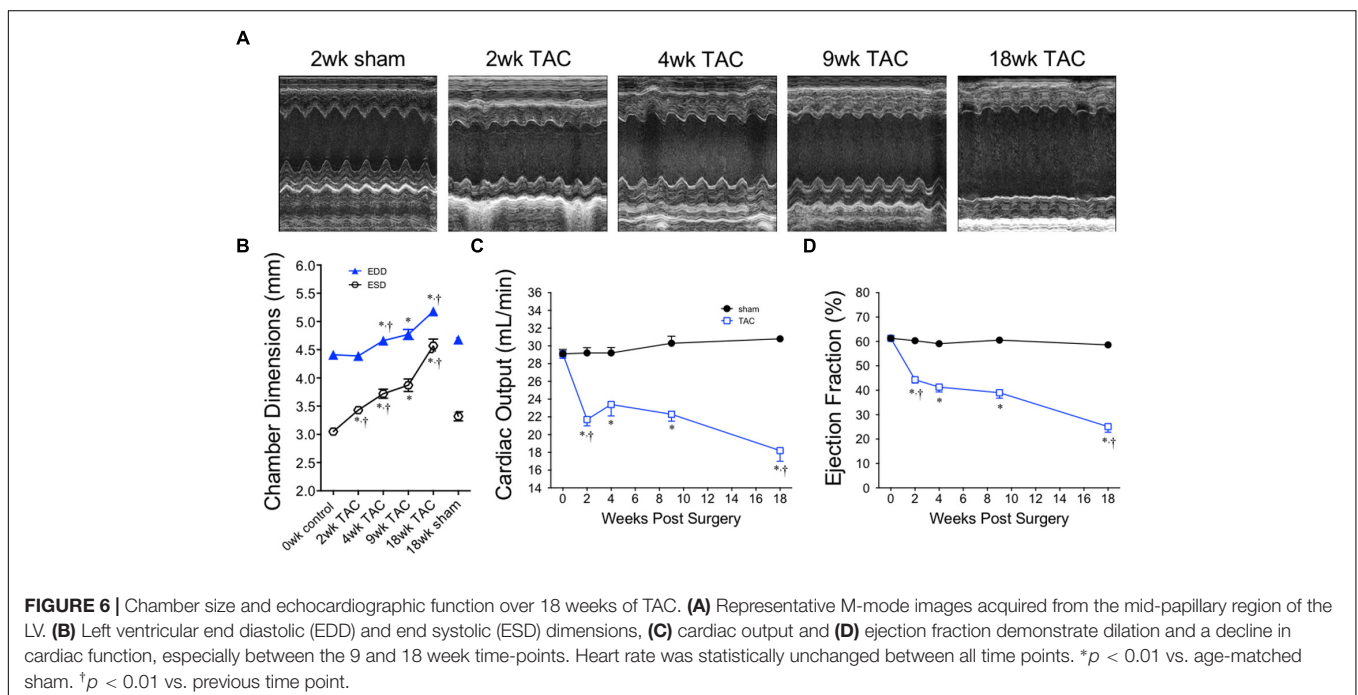 A
2wk sham
2wk TAC
4wk TAC
9wk TAC
18wk TAC
B
Chamber Dimensions (mm)
6.0
5.5
5.0
4.5
4.0
3.5
3.0
2.5
2.0
EDD
ESD
*,†
*
*,†
*,†
*,†
*
*,†
0wk control
2wk TAC
4wk TAC
9wk TAC
18wk TAC
18wk sham
C
Cardiac Output (mL/min)
36
34
32
30
28
26
24
22
20
18
16
14
sham
TAC
*,†
*
*
*,†
0 2 4 6 8 10 12 14 12 16 18
Weeks Post Surgery
D
Ejection Fraction (%)
80
70
60
50
40
30
20
10
0
*,†
*
*
*,†
0 2 4 6 8 10 12 14 12 16 18
Weeks Post Surgery
FIGURE 6 | Chamber size and echocardiographic function over 18 weeks of TAC. (A) Representative M-mode images acquired from the mid-papillary region of the
LV. (B) Left ventricular end diastolic (EDD) and end systolic (ESD) dimensions, (C) cardiac output and (D) ejection fraction demonstrate dilation and a decline in
cardiac function, especially between the 9 and 18 week time-points. Heart rate was statistically unchanged between all time points. *p < 0.01 vs. age-matched
sham. †p < 0.01 vs. previous time point.